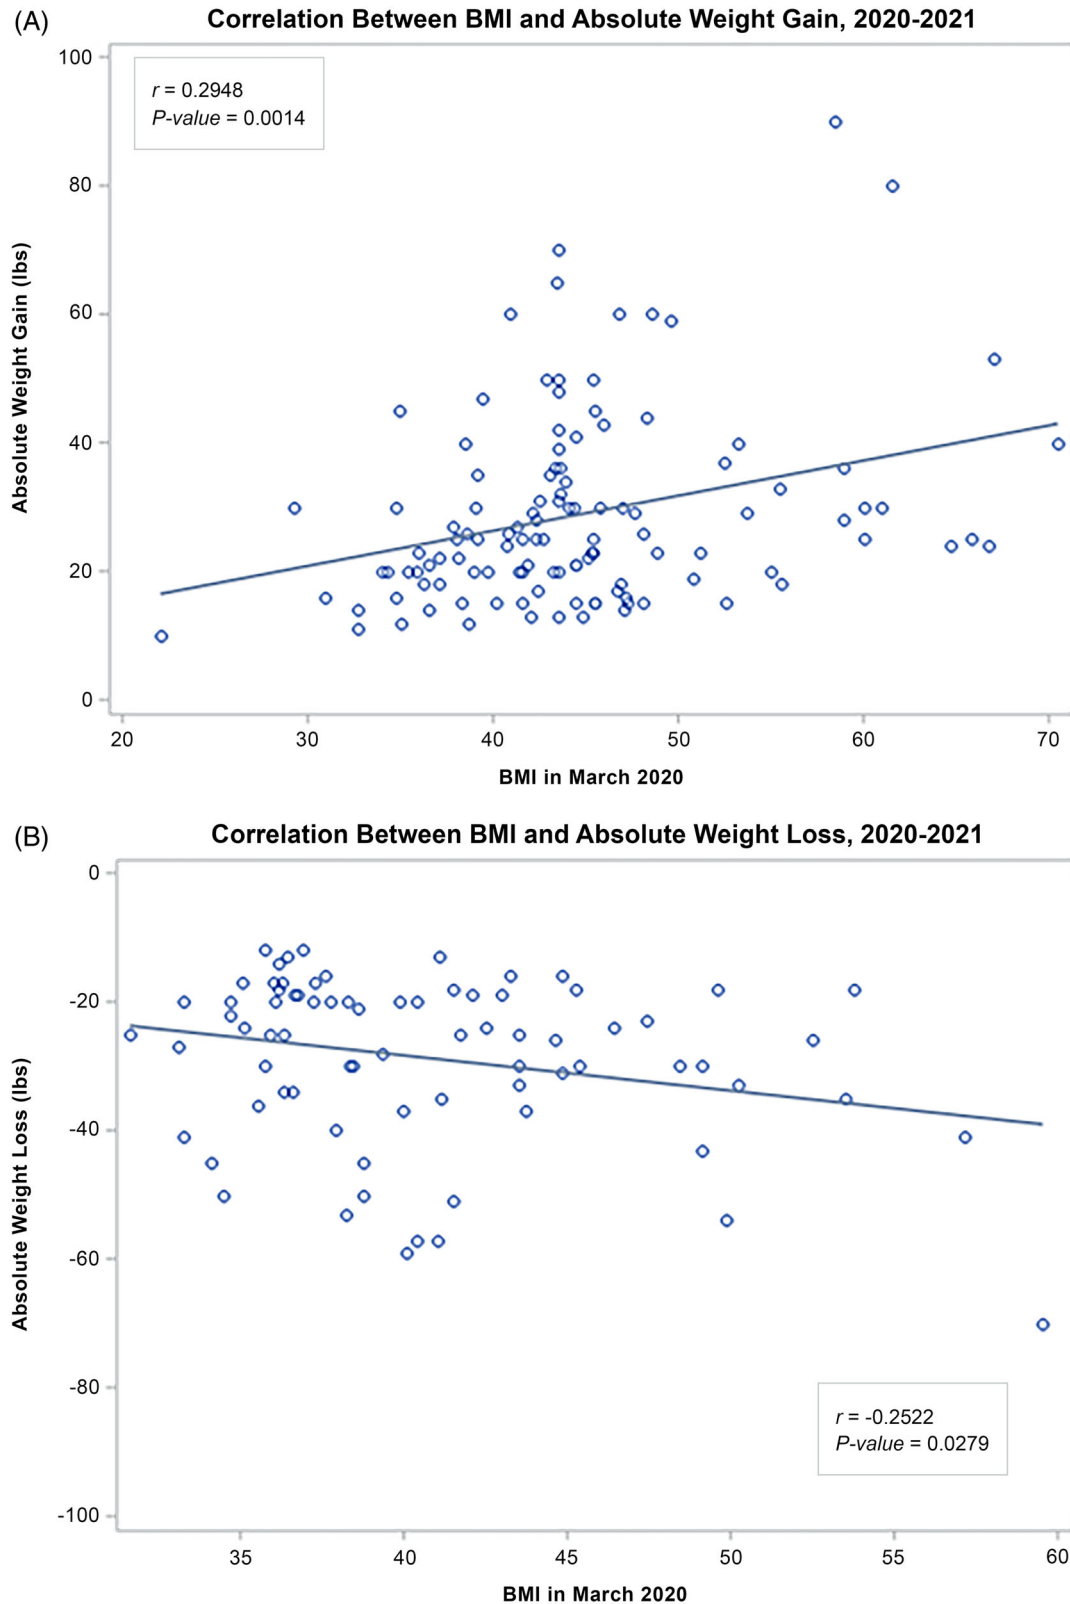 (A)
Correlation Between BMI and Absolute Weight Gain, 2020-2021
r = 0.2948
P-value = 0.0014
Absolute Weight Gain (lbs)
100
80
60
40
20
0
20 30 40 50 60 70
BMI in March 2020
(B)
Correlation Between BMI and Absolute Weight Loss, 2020-2021
Absolute Weight Loss (lbs)
0
-20
-40
-60
-80
-100
r = -0.2522
P-value = 0.0279
35 40 45 50 55 60
BMI in March 2020